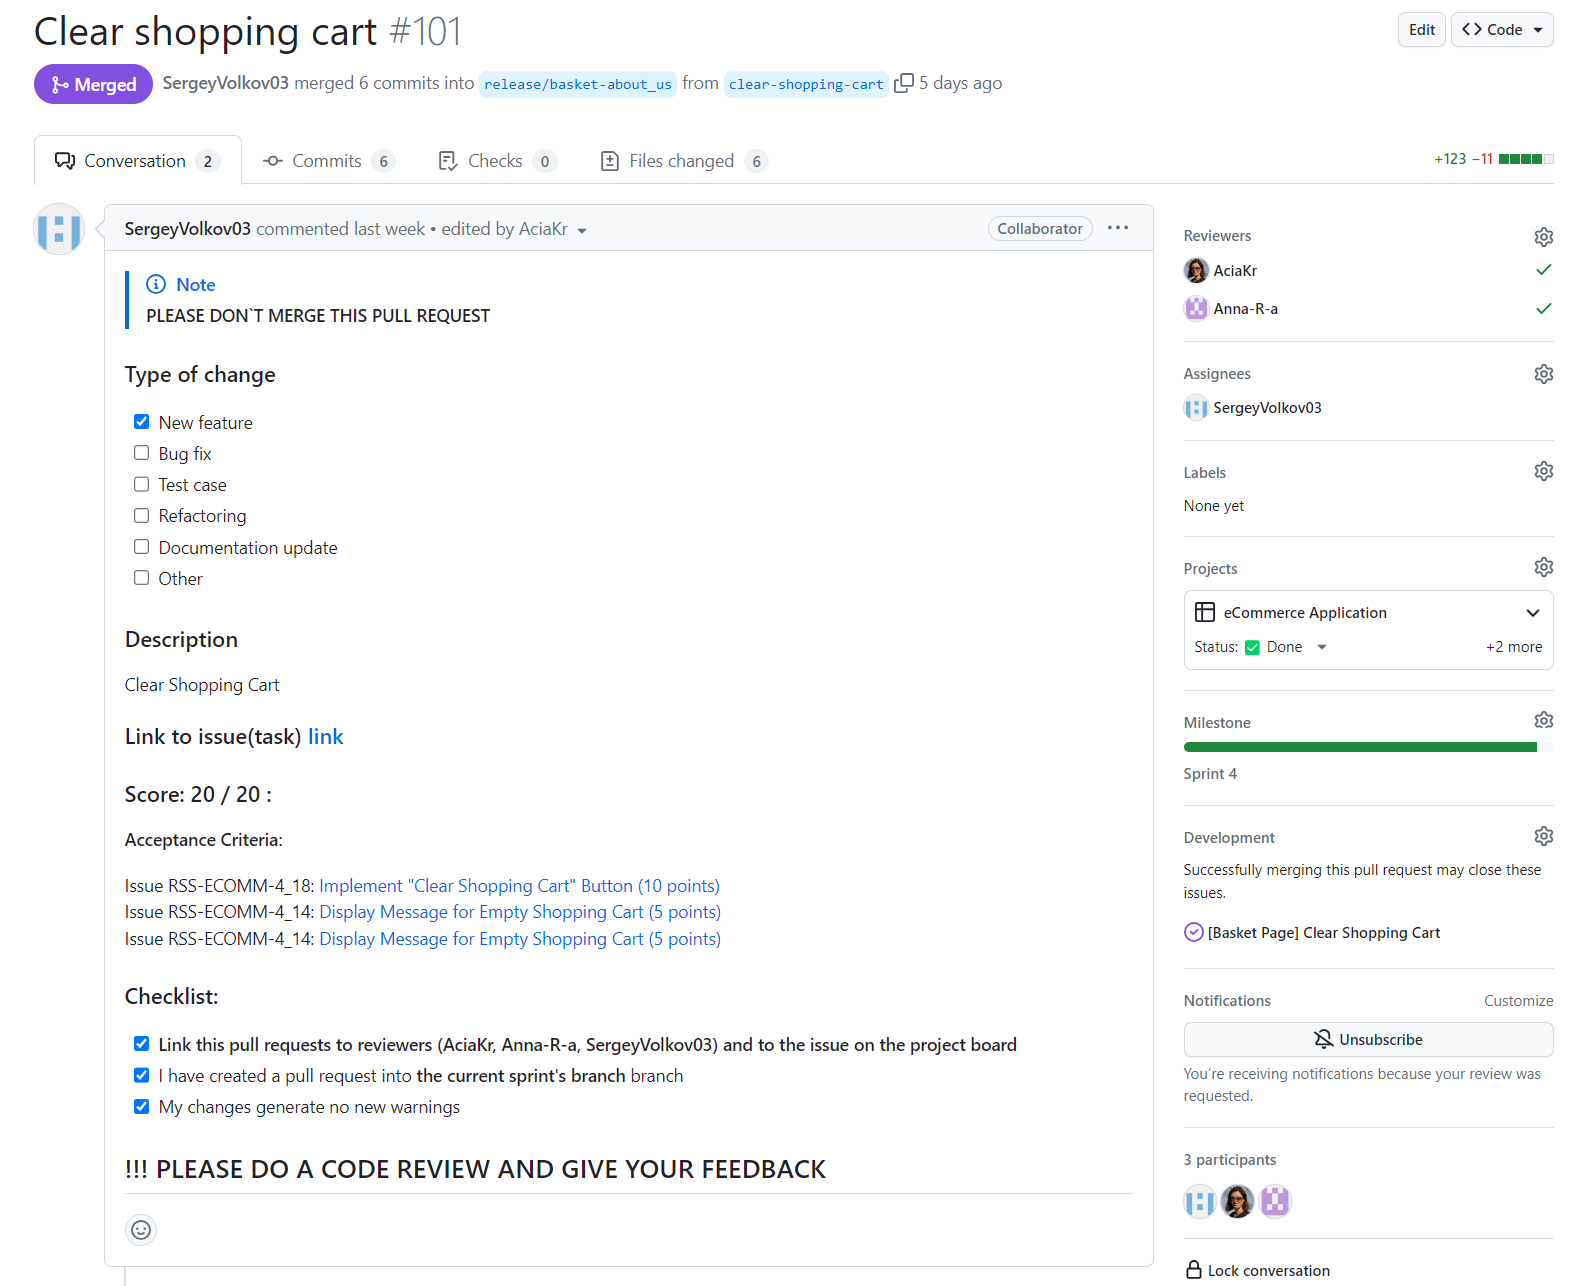 Clear shopping cart #101
Edit
Code
Merged
SergeyVolkov03 merged 6 commits into release/basket-about_us from clear-shopping-cart 5 days ago
Conversation 2
Commits 6
Checks 0
Files changed 6
+123 −11
SergeyVolkov03 commented last week • edited by AciaKr
Collaborator
Note
PLEASE DON`T MERGE THIS PULL REQUEST
Type of change
New feature
Bug fix
Test case
Refactoring
Documentation update
Other
Description
Clear Shopping Cart
Link to issue(task) link
Score: 20 / 20 :
Acceptance Criteria:
Issue RSS-ECOMM-4_18: Implement "Clear Shopping Cart" Button (10 points)
Issue RSS-ECOMM-4_14: Display Message for Empty Shopping Cart (5 points)
Issue RSS-ECOMM-4_14: Display Message for Empty Shopping Cart (5 points)
Checklist:
Link this pull requests to reviewers (AciaKr, Anna-R-a, SergeyVolkov03) and to the issue on the project board
I have created a pull request into the current sprint's branch branch
My changes generate no new warnings
!!! PLEASE DO A CODE REVIEW AND GIVE YOUR FEEDBACK
Reviewers
AciaKr
Anna-R-a
Assignees
SergeyVolkov03
Labels
None yet
Projects
eCommerce Application
Status: Done
+2 more
Milestone
Sprint 4
Development
Successfully merging this pull request may close these
issues.
[Basket Page] Clear Shopping Cart
Notifications
Customize
Unsubscribe
You're receiving notifications because your review was
requested.
3 participants
Lock conversation